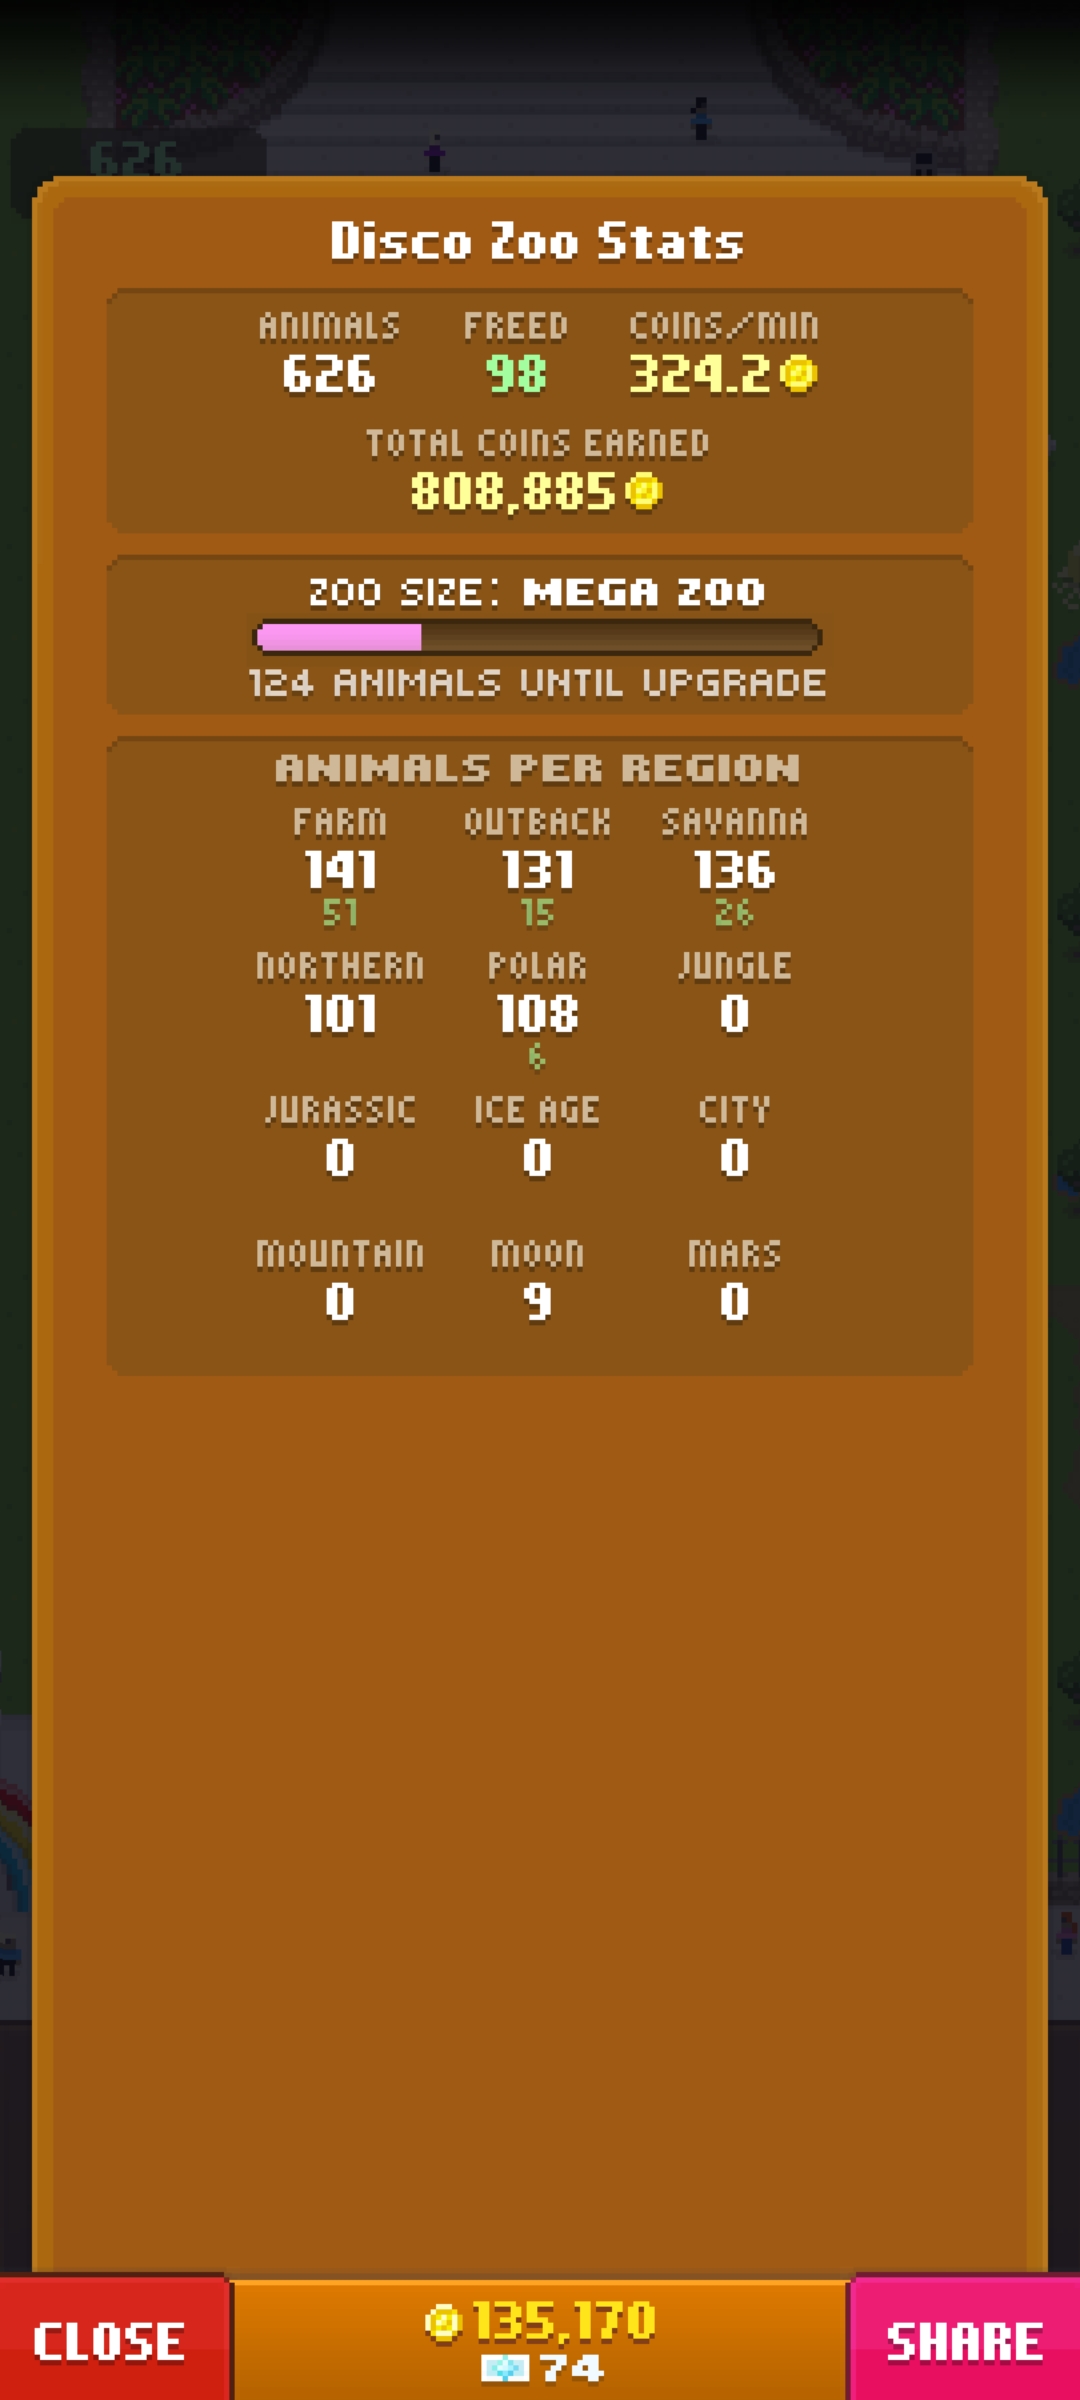 626
Disco Zoo Stats
ANIMALS FREED COINS/MIN
626 98 324.2
TOTAL COINS EARNED
808,885
ZOO SIZE: MEGA ZOO
124 ANIMALS UNTIL UPGRADE
ANIMALS PER REGION
FARM OUTBACK SAVANNA
141 131 136
51 15 26
NORTHERN POLAR JUNGLE
101 108 0
6
JURASSIC ICE AGE CITY
0 0 0
MOUNTAIN MOON MARS
0 9 0
CLOSE 135,170 SHARE
74